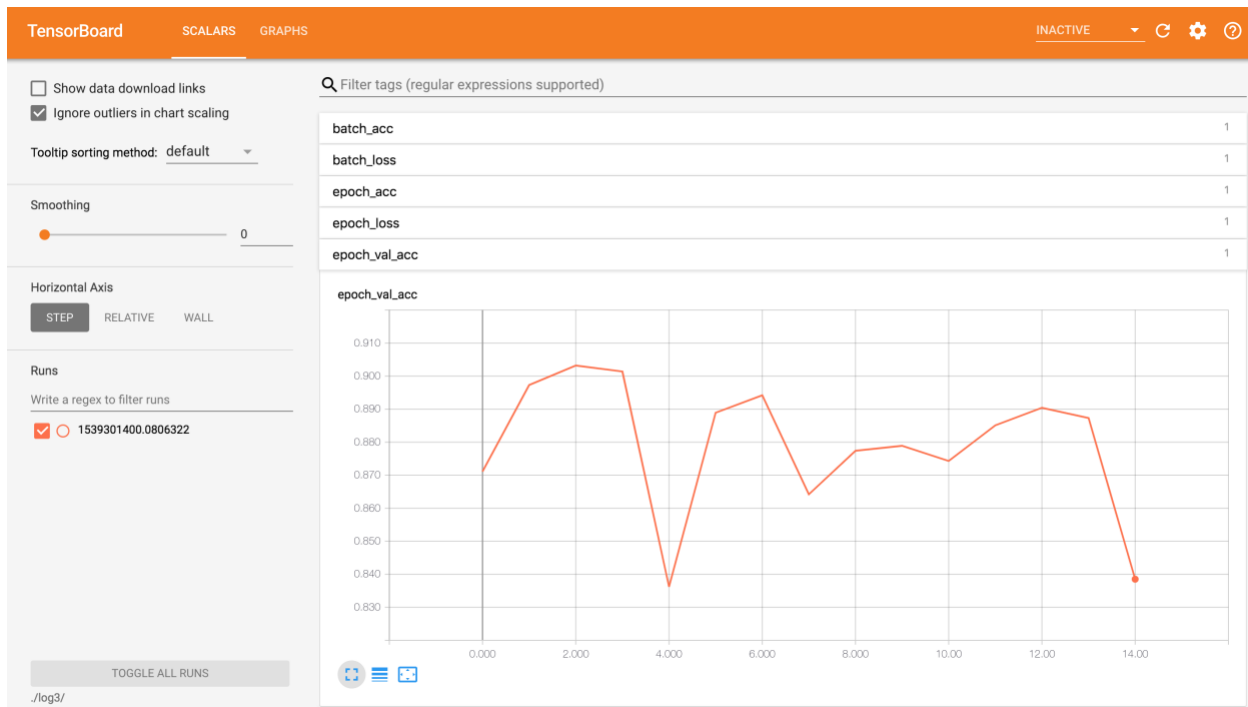 TensorBoard SCALARS GRAPHS INACTIVE
Show data download links
Ignore outliers in chart scaling
Tooltip sorting method: default
Smoothing
0
Horizontal Axis
STEP RELATIVE WALL
Runs
Write a regex to filter runs
1539301400.0806322
TOGGLE ALL RUNS
./log3/
Filter tags (regular expressions supported)
batch_acc 1
batch_loss 1
epoch_acc 1
epoch_loss 1
epoch_val_acc 1
epoch_val_acc
0.910
0.900
0.890
0.880
0.870
0.860
0.850
0.840
0.830
0.000 2.000 4.000 6.000 8.000 10.00 12.00 14.00